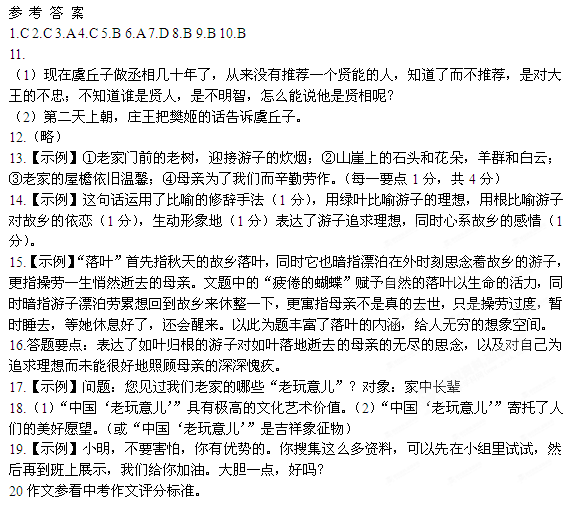 参 考 答 案
1.C 2.C 3.A 4.C 5.B 6.A 7.D 8.B 9.B 10.B
11.
（1）现在虞丘子做丞相几十年了，从来没有推荐一个贤能的人，知道了而不推荐，是对大
王的不忠；不知道谁是贤人，是不明智，怎么能说他是贤相呢？
（2）第二天上朝，庄王把樊姬的话告诉虞丘子。
12.（略）
13.【示例】①老家门前的老树，迎接游子的炊烟；②山崖上的石头和花朵，羊群和白云；
③老家的屋檐依旧温馨；④母亲为了我们而辛勤劳作。（每一要点 1 分，共 4 分）
14.【示例】这句话运用了比喻的修辞手法（1 分），用绿叶比喻游子的理想，用根比喻游子
对故乡的依恋（1 分），生动形象地（1 分）表达了游子追求理想，同时心系故乡的感情（1
分）。
15.【示例】“落叶”首先指秋天的故乡落叶，同时它也暗指漂泊在外时刻思念着故乡的游子，
更指操劳一生悄然逝去的母亲。文题中的“疲倦的蝴蝶”赋予自然的落叶以生命的活力，同
时暗指游子漂泊劳累想回到故乡来休整一下，更寓指母亲不是真的去世，只是操劳过度，暂
时睡去，等她休息好了，还会醒来。以此为题丰富了落叶的内涵，给人无穷的想象空间。
16.答题要点：表达了如叶归根的游子对如叶落地逝去的母亲的无尽的思念，以及对自己为
追求理想而未能很好地照顾母亲的深深愧疚。
17.【示例】问题：您见过我们老家的哪些“老玩意儿”？对象：家中长辈
18.（1）“中国‘老玩意儿’”具有极高的文化艺术价值。（2）“中国‘老玩意儿’”寄托了人
们的美好愿望。（或“中国‘老玩意儿’”是吉祥象征物）
19.【示例】小明，不要害怕，你有优势的。你搜集这么多资料，可以先在小组里试试，然
后再到班上展示，我们给你加油。大胆一点，好吗？
20 作文参看中考作文评分标准。